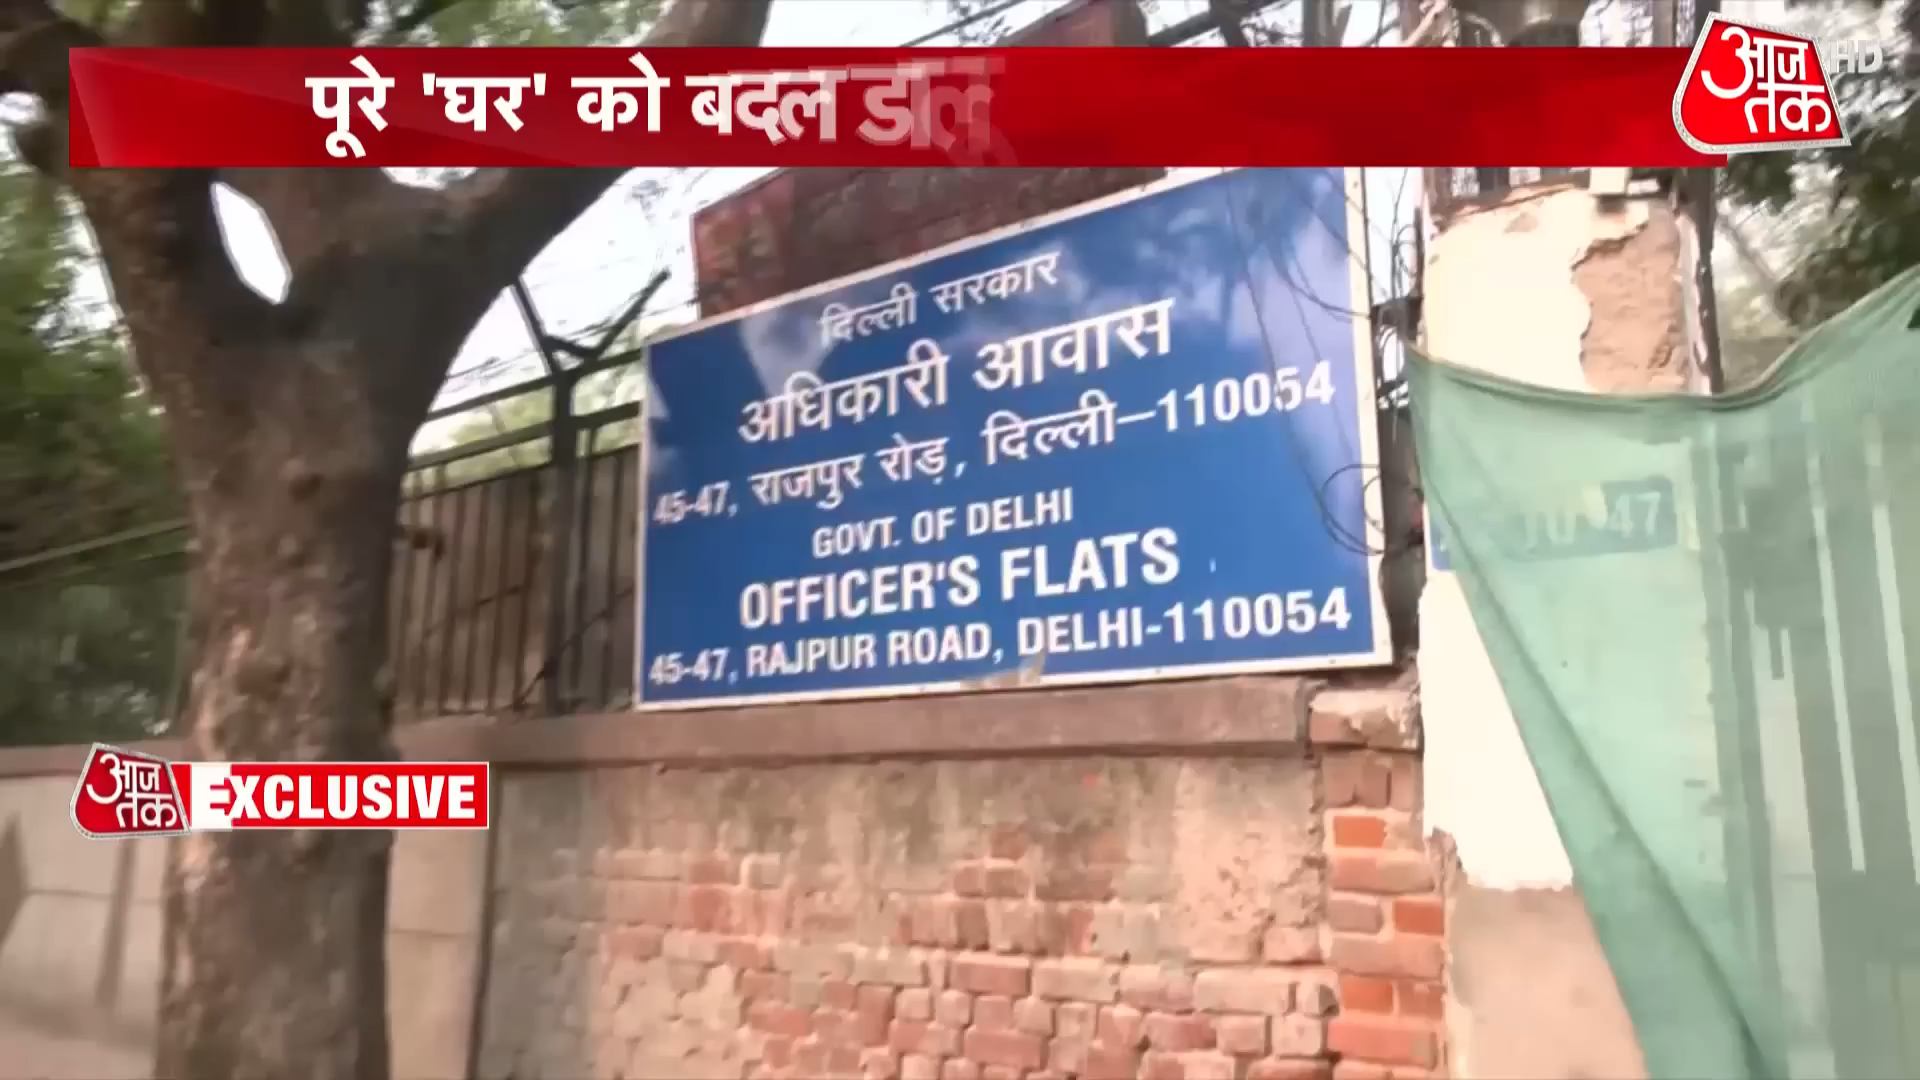 पूरे 'घर' को बदल
आज तक
HD
दिल्ली सरकार
अधिकारी आवास
45-47, राजपुर रोड़, दिल्ली-110054
GOVT. OF DELHI
OFFICER'S FLATS
45-47, RAJPUR ROAD, DELHI-110054
47
आज तक
EXCLUSIVE